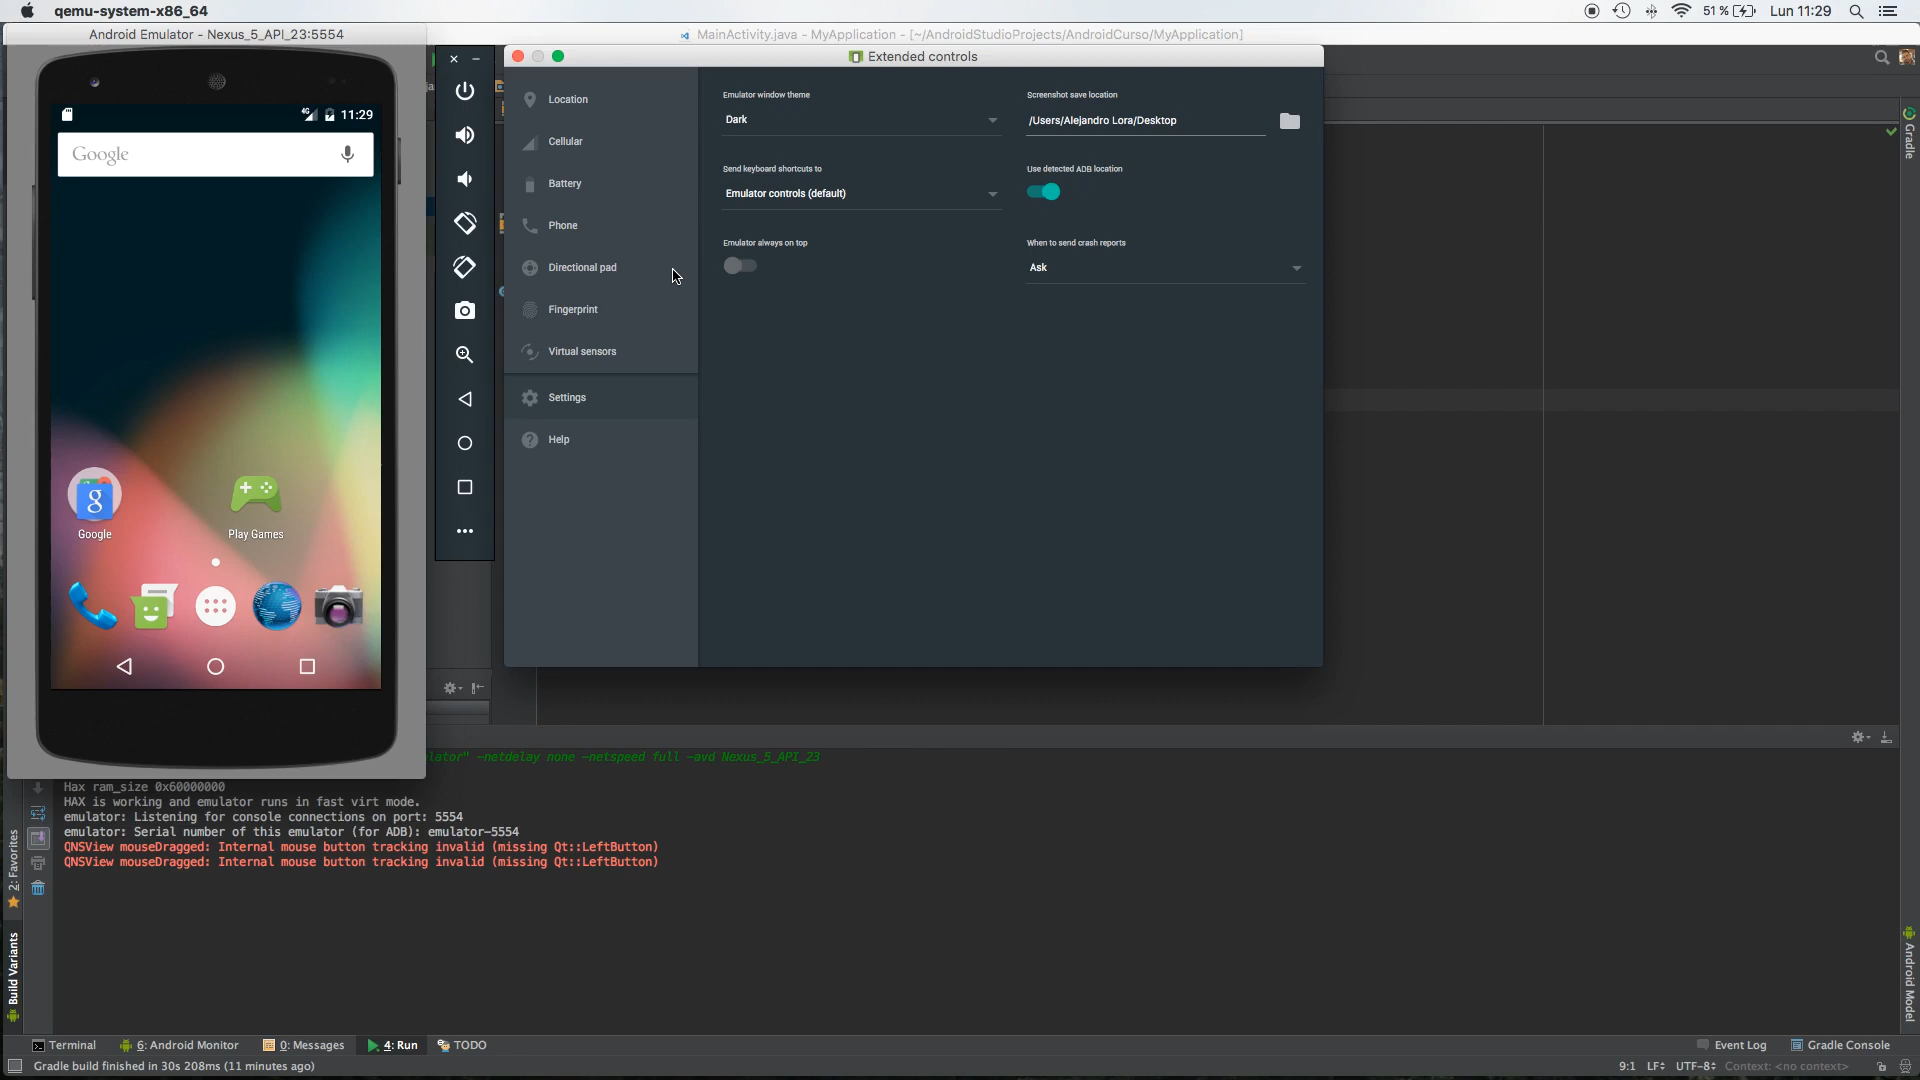 qemu-system-x86_64
51% Lun 11:29
Android Emulator - Nexus_5_API_23:5554
MainActivity.java - MyApplication - [~/AndroidStudioProjects/AndroidCurso/MyApplication]
Extended controls
4G 11:29
Google
Google
Play Games
Location
Cellular
Battery
Phone
Directional pad
Fingerprint
Virtual sensors
Settings
Help
Emulator window theme
Dark
Send keyboard shortcuts to
Emulator controls (default)
Emulator always on top
Screenshot save location
/Users/Alejandro Lora/Desktop
Use detected ADB location
When to send crash reports
Ask
Gradle
Android Model
lator" -netdelay none -netspeed full -avd Nexus_5_API_23
Hax ram_size 0x60000000
HAX is working and emulator runs in fast virt mode.
emulator: Listening for console connections on port: 5554
emulator: Serial number of this emulator (for ADB): emulator-5554
QNSView mouseDragged: Internal mouse button tracking invalid (missing Qt::LeftButton)
QNSView mouseDragged: Internal mouse button tracking invalid (missing Qt::LeftButton)
2: Favorites
Build Variants
Terminal 6: Android Monitor 0: Messages 4: Run TODO Event Log Gradle Console
Gradle build finished in 30s 208ms (11 minutes ago) 9:1 LF÷ UTF-8÷ Context: <no context>